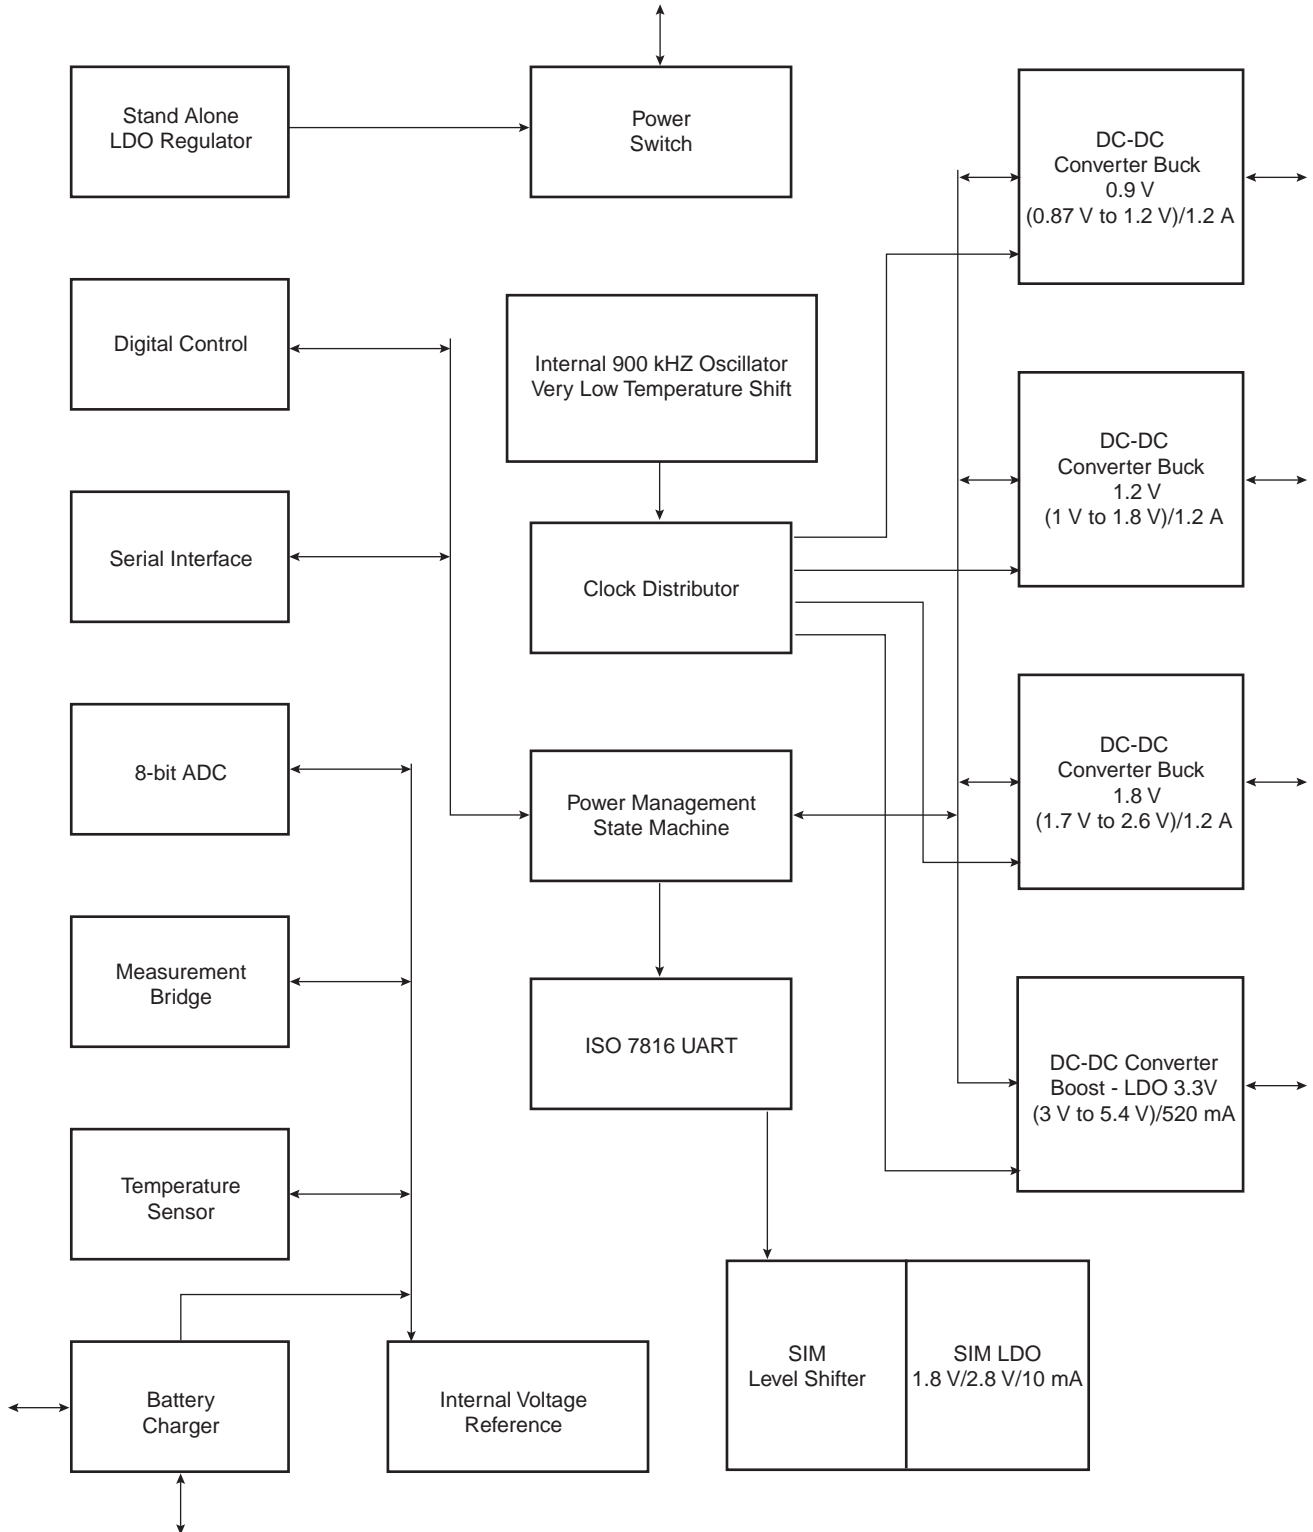 Stand Alone
LDO Regulator
Power
Switch
DC-DC
Converter Buck
0.9 V
(0.87 V to 1.2 V)/1.2 A
Digital Control
Internal 900 kHZ Oscillator
Very Low Temperature Shift
DC-DC
Converter Buck
1.2 V
(1 V to 1.8 V)/1.2 A
Serial Interface
Clock Distributor
8-bit ADC
Power Management
State Machine
DC-DC
Converter Buck
1.8 V
(1.7 V to 2.6 V)/1.2 A
Measurement
Bridge
ISO 7816 UART
DC-DC Converter
Boost - LDO 3.3V
(3 V to 5.4 V)/520 mA
Temperature
Sensor
Battery
Charger
Internal Voltage
Reference
SIM
Level Shifter
SIM LDO
1.8 V/2.8 V/10 mA